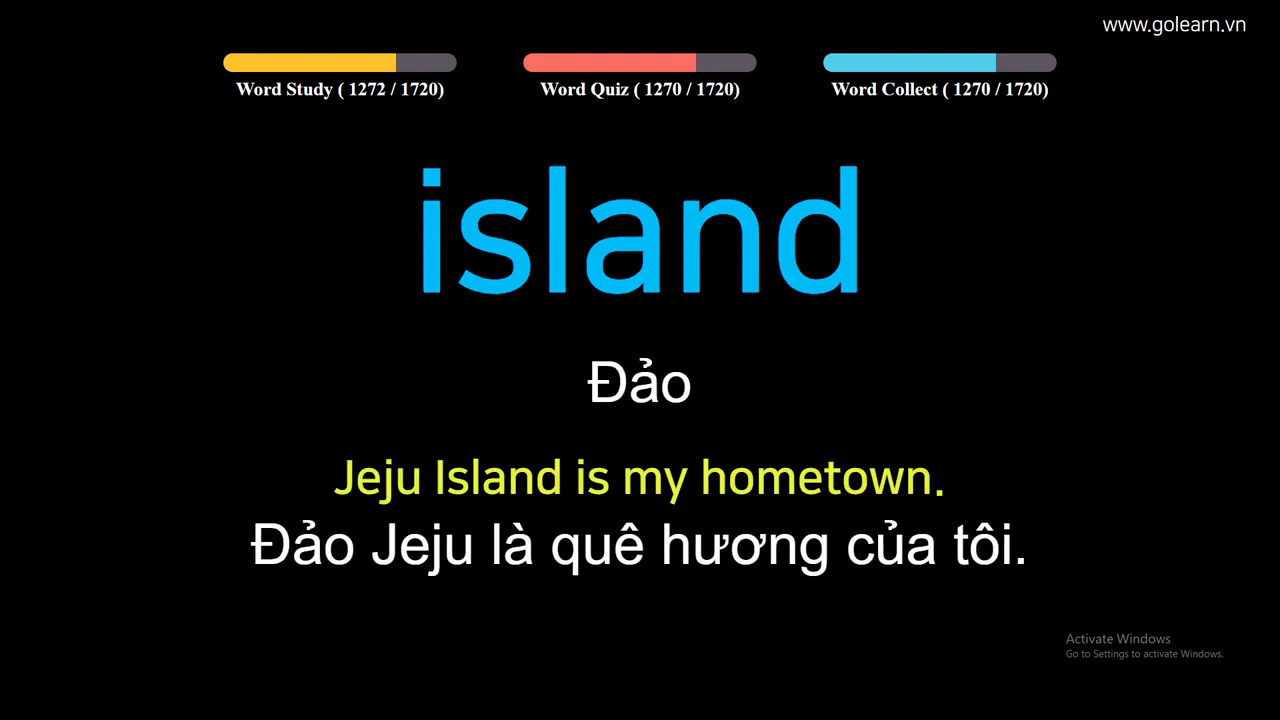 www.golearn.vn
Word Study ( 1272 / 1720)
Word Quiz ( 1270 / 1720)
Word Collect ( 1270 / 1720)
island
Đảo
Jeju Island is my hometown.
Đảo Jeju là quê hương của tôi.
Activate Windows
Go to Settings to activate Windows.